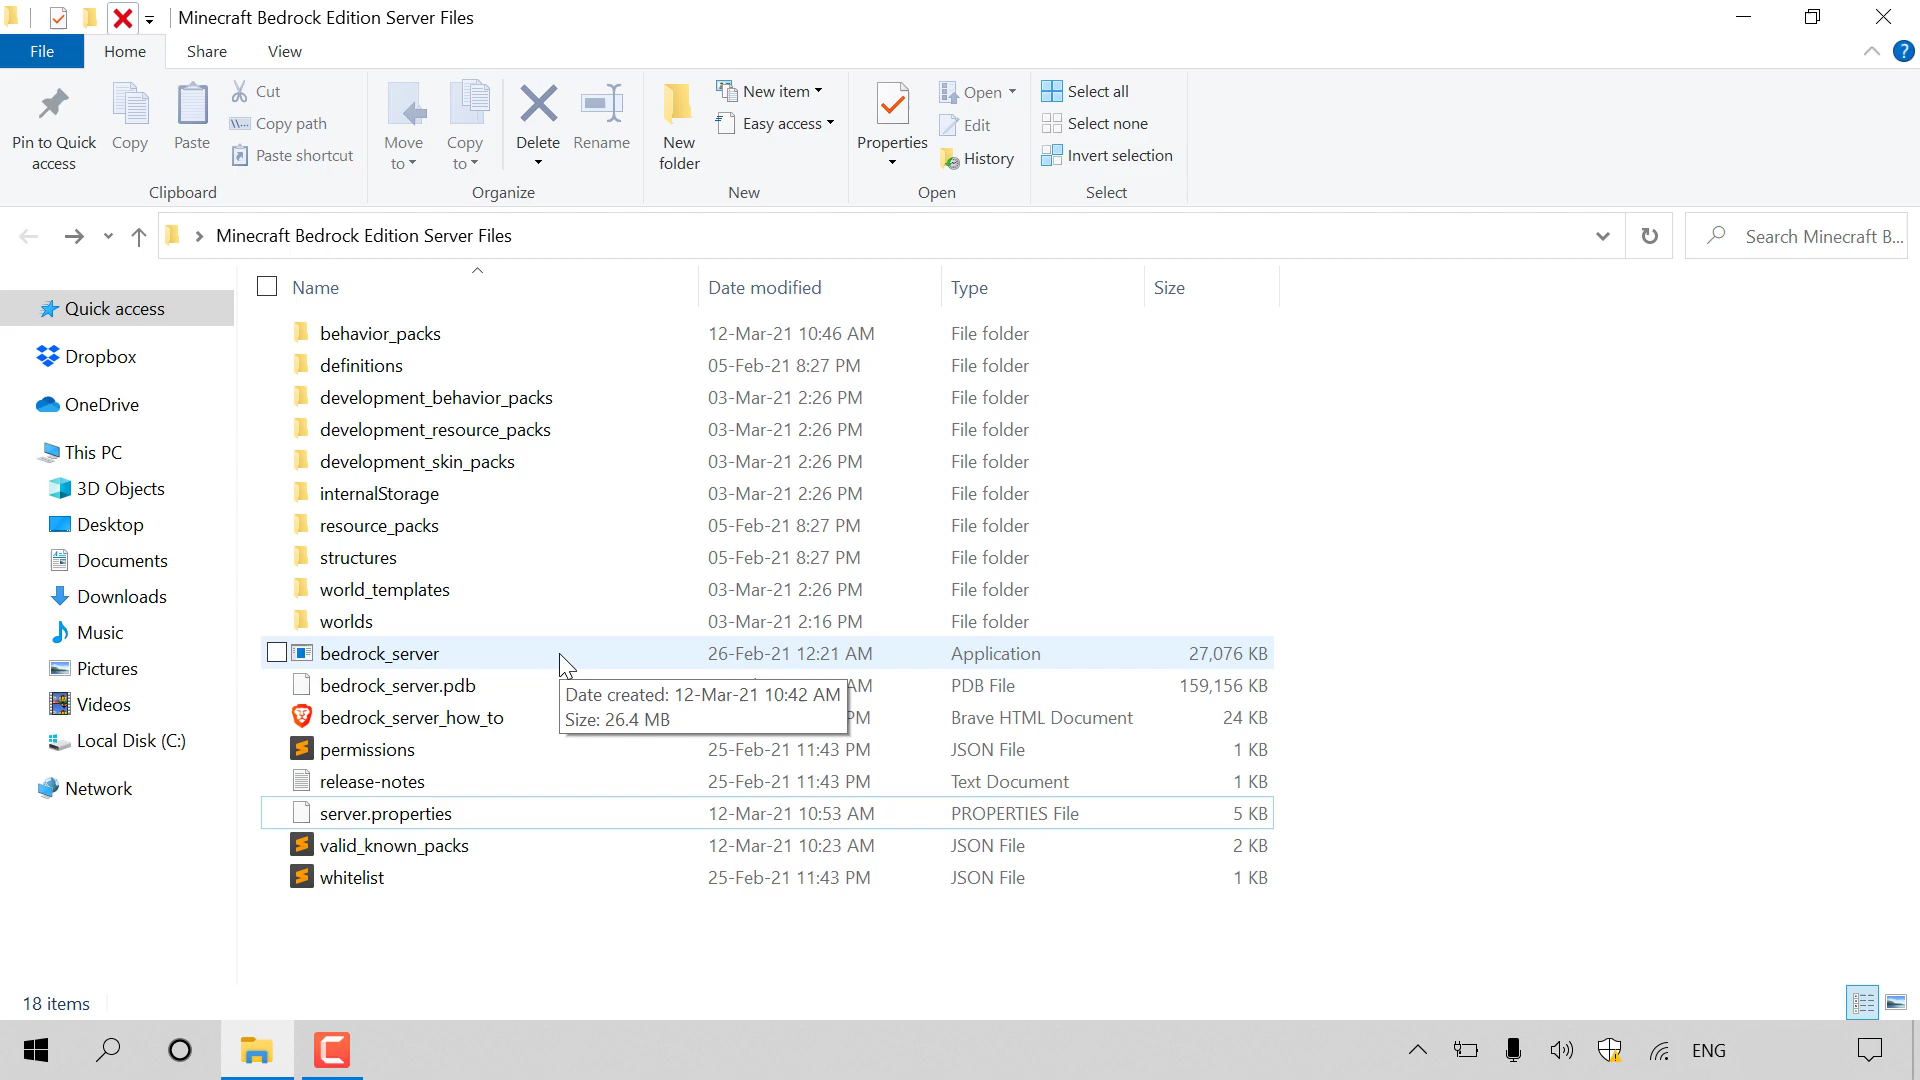 Minecraft Bedrock Edition Server Files
File Home Share View
Pin to Quick access
Copy
Paste
Cut
Copy path
Paste shortcut
Clipboard
Move to
Copy to
Delete
Rename
Organize
New folder
New item
Easy access
New
Properties
Open
Edit
History
Open
Select all
Select none
Invert selection
Select
Minecraft Bedrock Edition Server Files
Search Minecraft B...
Quick access
Dropbox
OneDrive
This PC
3D Objects
Desktop
Documents
Downloads
Music
Pictures
Videos
Local Disk (C:)
Network
Name Date modified Type Size
behavior_packs 12-Mar-21 10:46 AM File folder
definitions 05-Feb-21 8:27 PM File folder
development_behavior_packs 03-Mar-21 2:26 PM File folder
development_resource_packs 03-Mar-21 2:26 PM File folder
development_skin_packs 03-Mar-21 2:26 PM File folder
internalStorage 03-Mar-21 2:26 PM File folder
resource_packs 05-Feb-21 8:27 PM File folder
structures 05-Feb-21 8:27 PM File folder
world_templates 03-Mar-21 2:26 PM File folder
worlds 03-Mar-21 2:16 PM File folder
bedrock_server 26-Feb-21 12:21 AM Application 27,076 KB
bedrock_server.pdb AM PDB File 159,156 KB
bedrock_server_how_to PM Brave HTML Document 24 KB
Date created: 12-Mar-21 10:42 AM
Size: 26.4 MB
permissions 25-Feb-21 11:43 PM JSON File 1 KB
release-notes 25-Feb-21 11:43 PM Text Document 1 KB
server.properties 12-Mar-21 10:53 AM PROPERTIES File 5 KB
valid_known_packs 12-Mar-21 10:23 AM JSON File 2 KB
whitelist 25-Feb-21 11:43 PM JSON File 1 KB
18 items
ENG